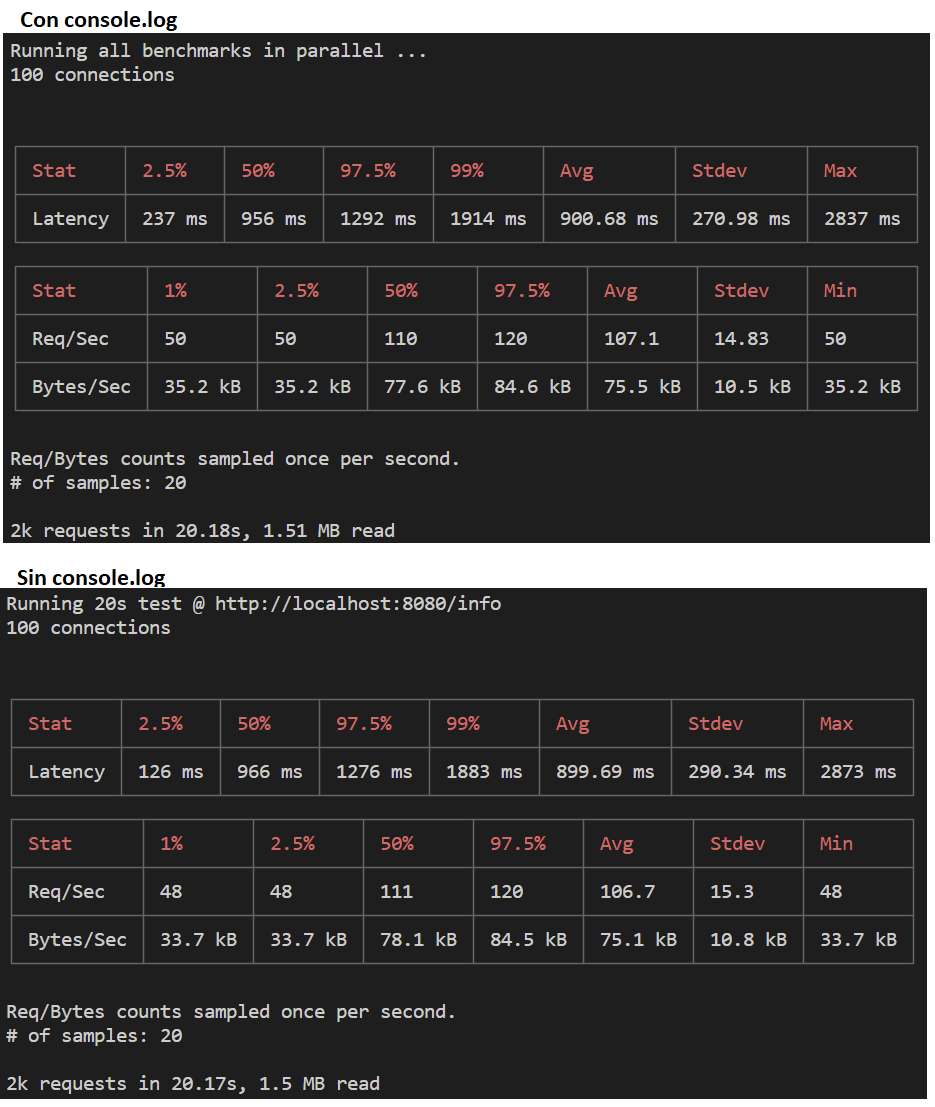 Con console.log
Running all benchmarks in parallel ...
100 connections
Stat 2.5% 50% 97.5% 99% Avg Stdev Max
Latency 237 ms 956 ms 1292 ms 1914 ms 900.68 ms 270.98 ms 2837 ms
Stat 1% 2.5% 50% 97.5% Avg Stdev Min
Req/Sec 50 50 110 120 107.1 14.83 50
Bytes/Sec 35.2 kB 35.2 kB 77.6 kB 84.6 kB 75.5 kB 10.5 kB 35.2 kB
Req/Bytes counts sampled once per second.
# of samples: 20
2k requests in 20.18s, 1.51 MB read
Sin console.log
Running 20s test @ http://localhost:8080/info
100 connections
Stat 2.5% 50% 97.5% 99% Avg Stdev Max
Latency 126 ms 966 ms 1276 ms 1883 ms 899.69 ms 290.34 ms 2873 ms
Stat 1% 2.5% 50% 97.5% Avg Stdev Min
Req/Sec 48 48 111 120 106.7 15.3 48
Bytes/Sec 33.7 kB 33.7 kB 78.1 kB 84.5 kB 75.1 kB 10.8 kB 33.7 kB
Req/Bytes counts sampled once per second.
# of samples: 20
2k requests in 20.17s, 1.5 MB read